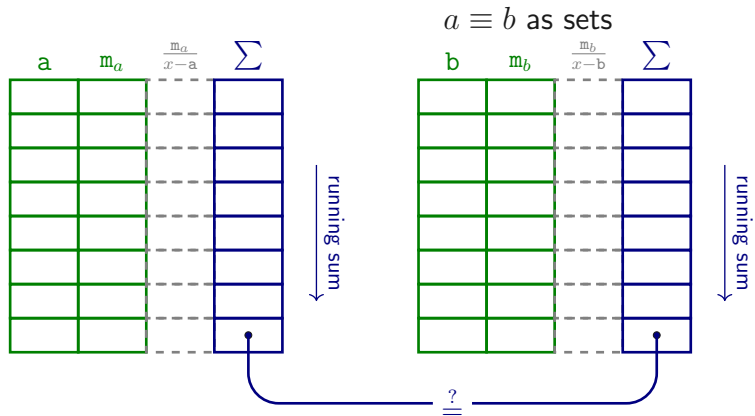 a ≡ b as sets
a m_a m_a/(x−a) ∑
b m_b m_b/(x−b) ∑
running sum
running sum
≟